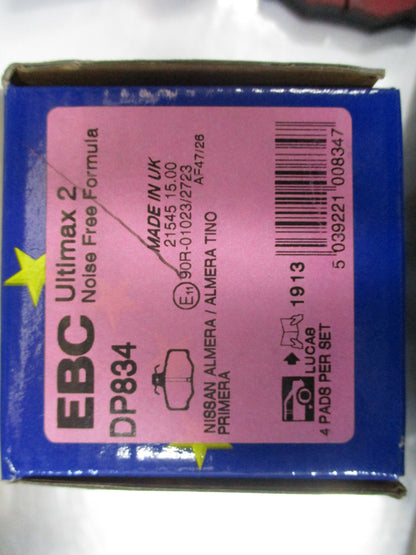 EBC Ultimax 2
Noise Free Formula
DP834
MADE IN UK
21545 15.00
E11 90R-01023/2723
AF47/26
NISSAN ALMERA / ALMERA TINO
PRIMERA
5 039221 008347
1913
LUCAS
4 PADS PER SET